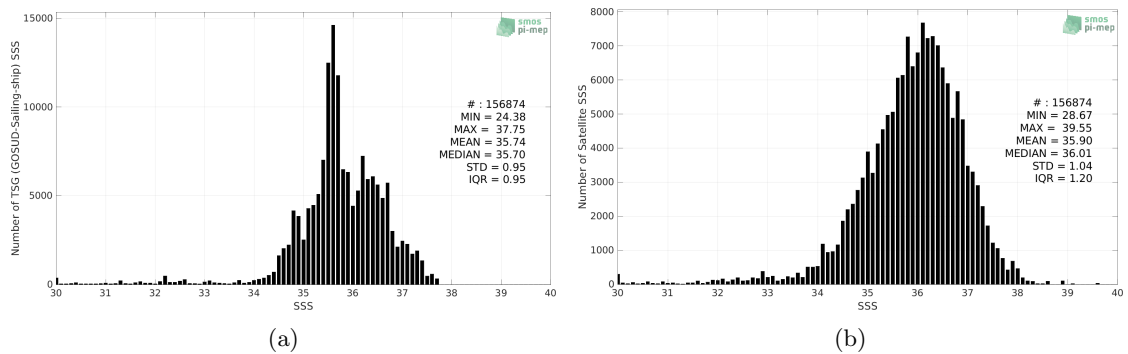 15000
10000
5000
0
Number of TSG (GOSUD-Sailing-ship) SSS
smos
pi-mep
# : 156874
MIN = 24.38
MAX = 37.75
MEAN = 35.74
MEDIAN = 35.70
STD = 0.95
IQR = 0.95
30 31 32 33 34 35 36 37 38 39 40
SSS
(a)
8000
7000
6000
5000
4000
3000
2000
1000
0
Number of Satellite SSS
smos
pi-mep
# : 156874
MIN = 28.67
MAX = 39.55
MEAN = 35.90
MEDIAN = 36.01
STD = 1.04
IQR = 1.20
30 31 32 33 34 35 36 37 38 39 40
SSS
(b)